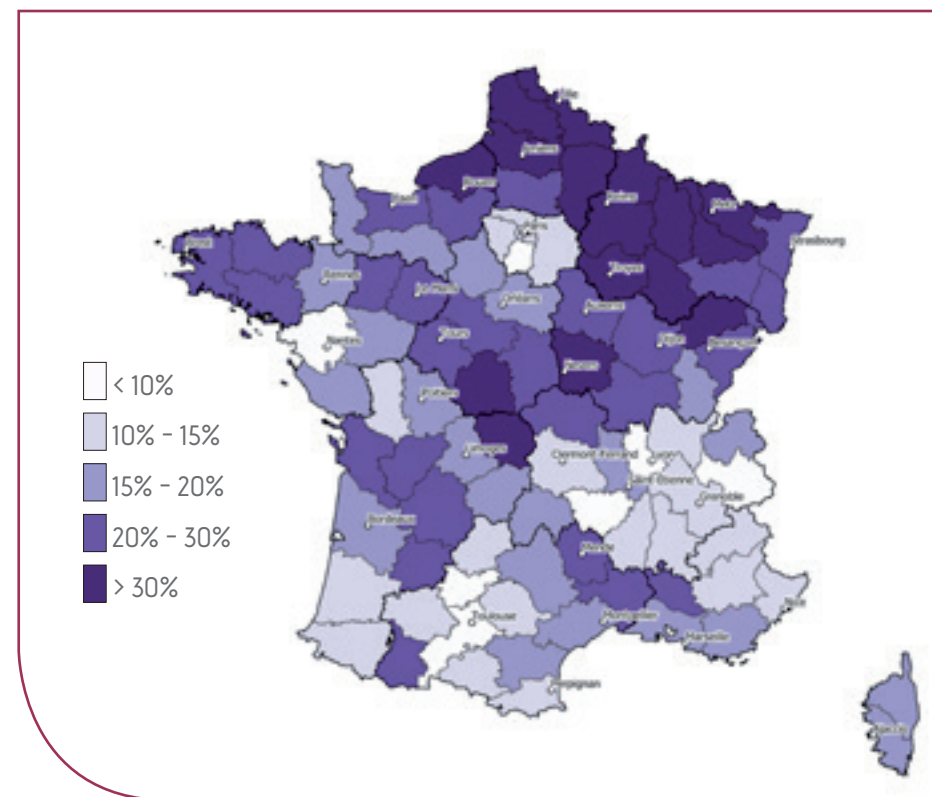 Lille
Amiens
Rouen
Caen
Reims
Metz
Paris
Strasbourg
Brest
Troyes
Rennes
Le Mans
Orléans
Auxerre
Tours
Dijon
Besançon
Nantes
Nevers
< 10%
Poitiers
10% - 15%
Limoges
Clermont-Ferrand
Lyon
15% - 20%
Saint-Etienne
Grenoble
Bordeaux
20% - 30%
Mende
> 30%
Toulouse
Montpellier
Nice
Marseille
Perpignan
Ajaccio